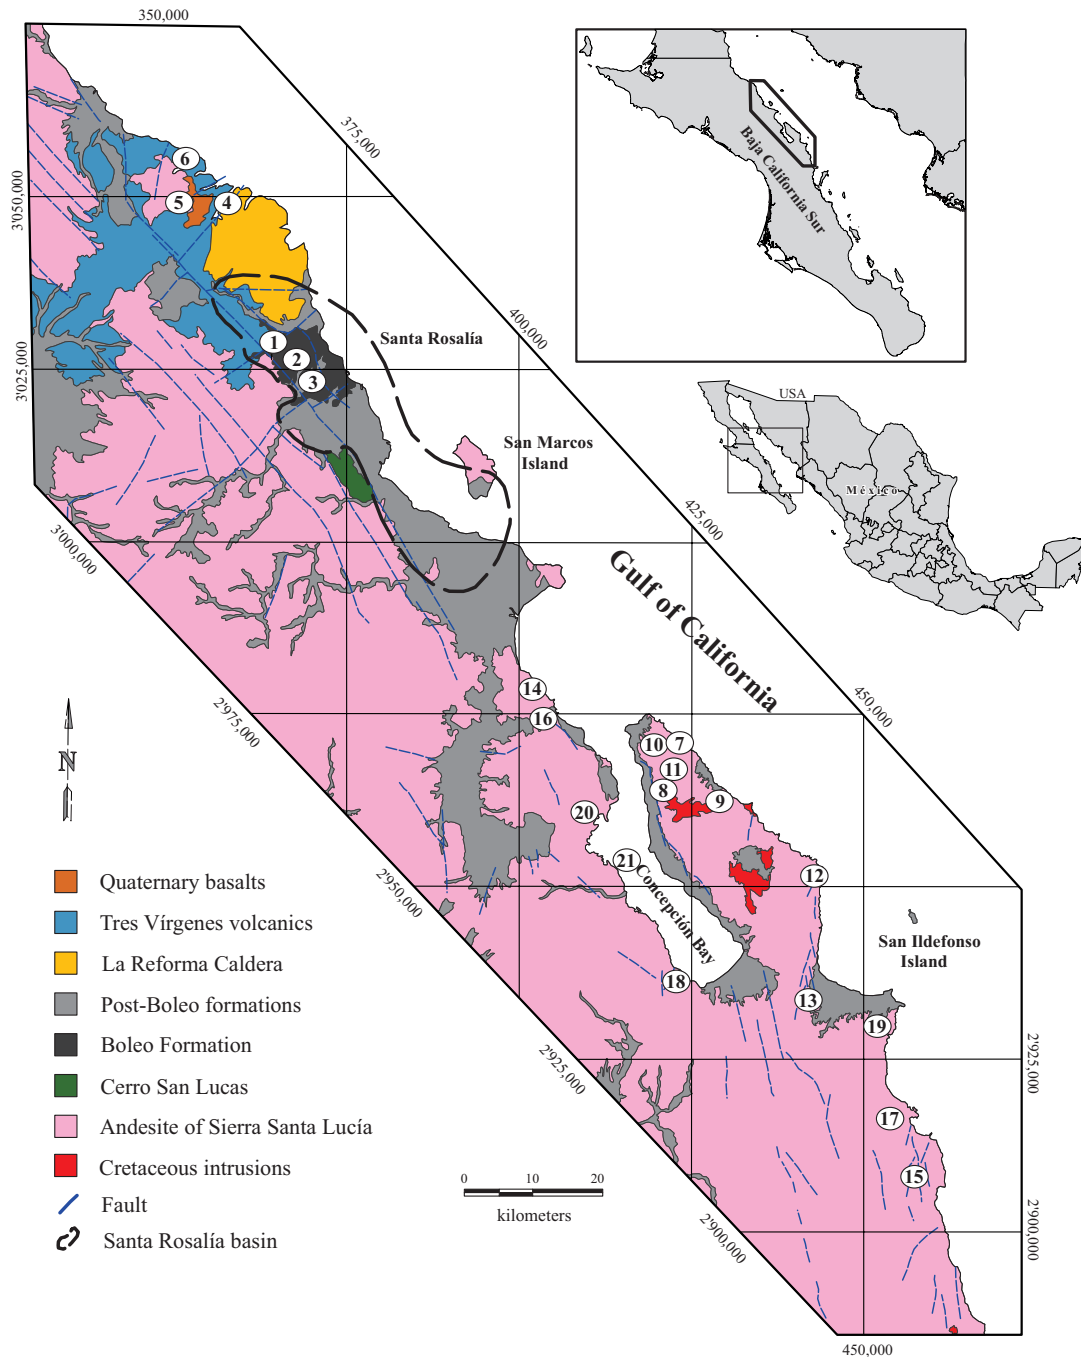 350,000
375,000
3'050,000
6
5
4
Baja California Sur
400,000
1
2
3
Santa Rosalía
3'025,000
USA
San Marcos
Island
México
425,000
3'000,000
Gulf of California
14
16
450,000
2'975,000
N
10
7
11
8
9
20
21
12
Concepción Bay
2'950,000
San Ildefonso
Island
18
13
19
2'925,000
2'925,000
17
15
2'900,000
2'900,000
450,000
Quaternary basalts
Tres Vírgenes volcanics
La Reforma Caldera
Post-Boleo formations
Boleo Formation
Cerro San Lucas
Andesite of Sierra Santa Lucía
Cretaceous intrusions
Fault
Santa Rosalía basin
0 10 20
kilometers